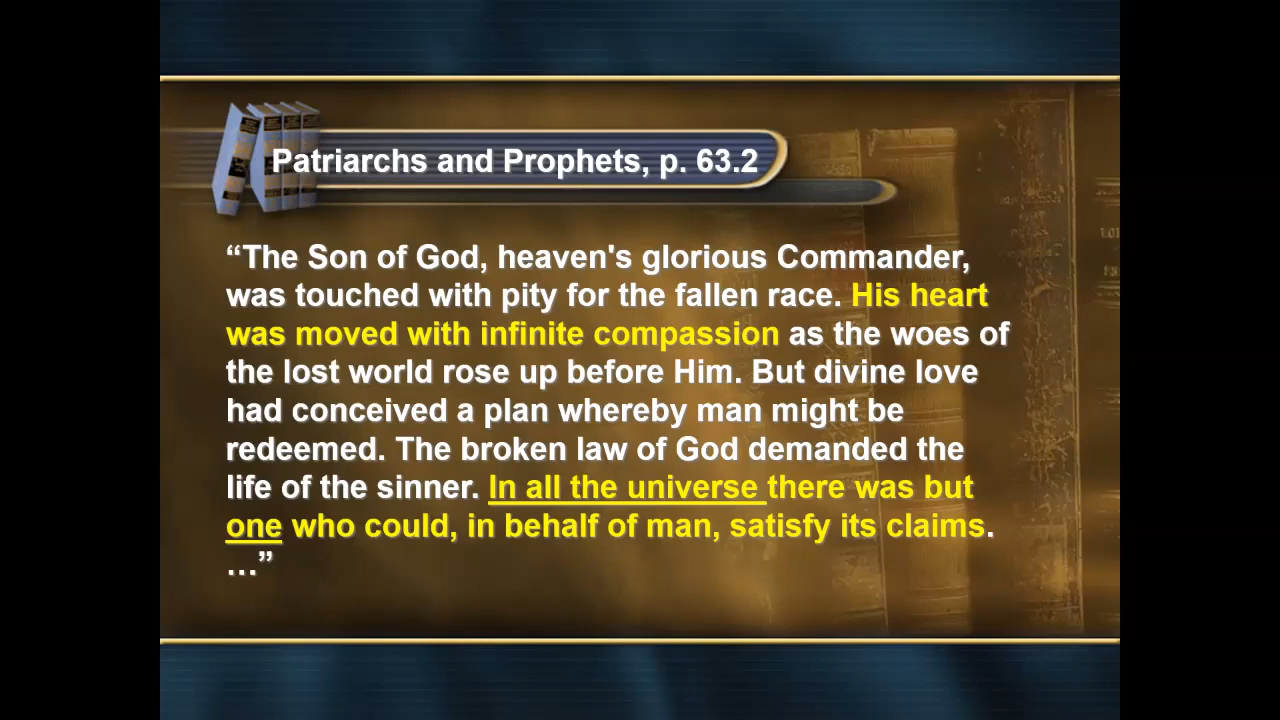 Patriarchs and Prophets, p. 63.2
“The Son of God, heaven's glorious Commander,
was touched with pity for the fallen race. His heart
was moved with infinite compassion as the woes of
the lost world rose up before Him. But divine love
had conceived a plan whereby man might be
redeemed. The broken law of God demanded the
life of the sinner. In all the universe there was but
one who could, in behalf of man, satisfy its claims.
…”